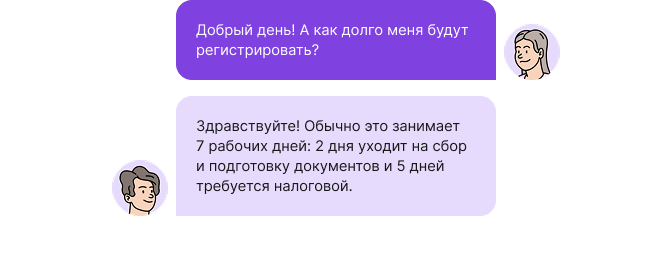 Добрый день! А как долго меня будут
регистрировать?
Здравствуйте! Обычно это занимает
7 рабочих дней: 2 дня уходит на сбор
и подготовку документов и 5 дней
требуется налоговой.